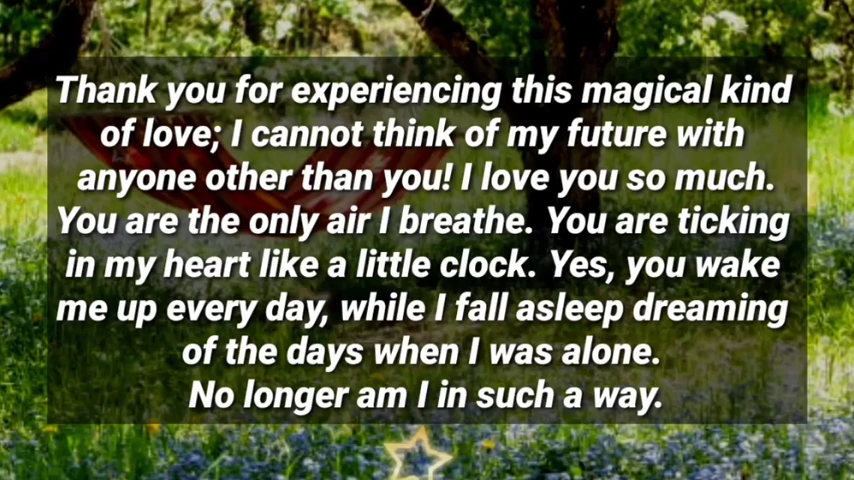 Thank you for experiencing this magical kind
of love; I cannot think of my future with
anyone other than you! I love you so much.
You are the only air I breathe. You are ticking
in my heart like a little clock. Yes, you wake
me up every day, while I fall asleep dreaming
of the days when I was alone.
No longer am I in such a way.